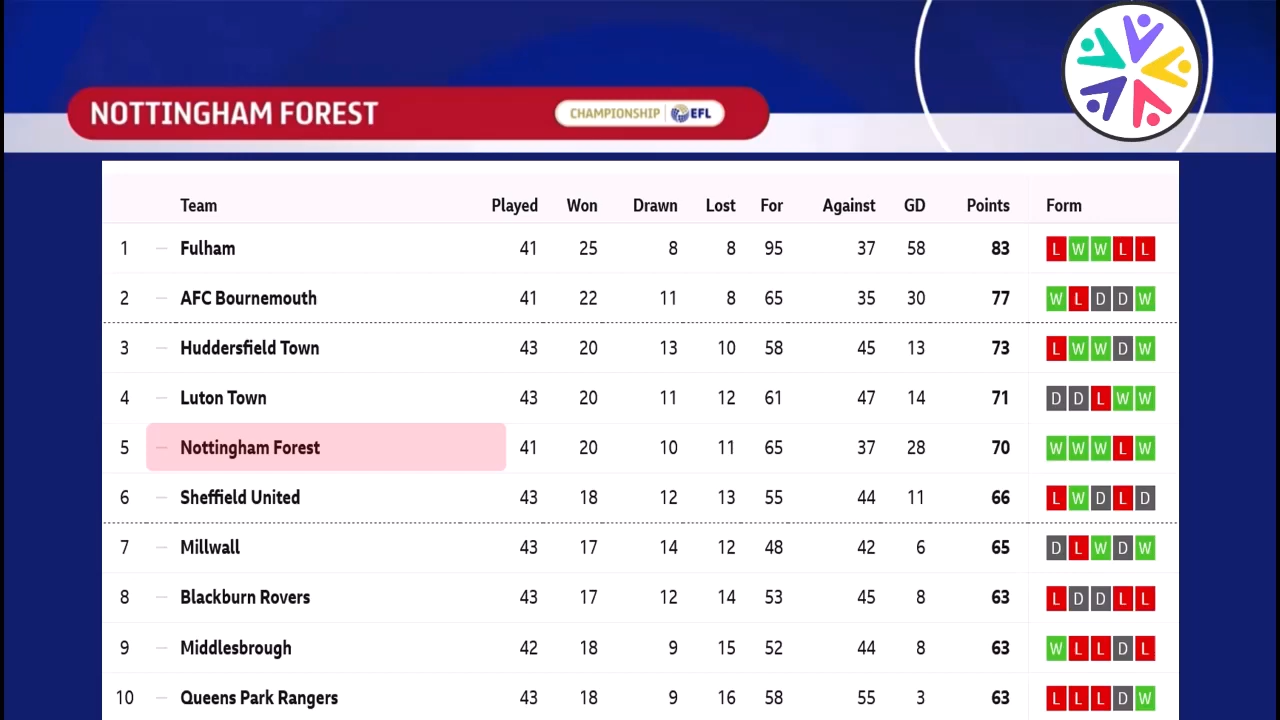 NOTTINGHAM FOREST CHAMPIONSHIP EFL
Team Played Won Drawn Lost For Against GD Points Form
1 Fulham 41 25 8 8 95 37 58 83 L W W L L
2 AFC Bournemouth 41 22 11 8 65 35 30 77 W L D D W
3 Huddersfield Town 43 20 13 10 58 45 13 73 L W W D W
4 Luton Town 43 20 11 12 61 47 14 71 D D L W W
5 Nottingham Forest 41 20 10 11 65 37 28 70 W W W L W
6 Sheffield United 43 18 12 13 55 44 11 66 L W D L D
7 Millwall 43 17 14 12 48 42 6 65 D L W D W
8 Blackburn Rovers 43 17 12 14 53 45 8 63 L D D L L
9 Middlesbrough 42 18 9 15 52 44 8 63 W L L D L
10 Queens Park Rangers 43 18 9 16 58 55 3 63 L L L D W